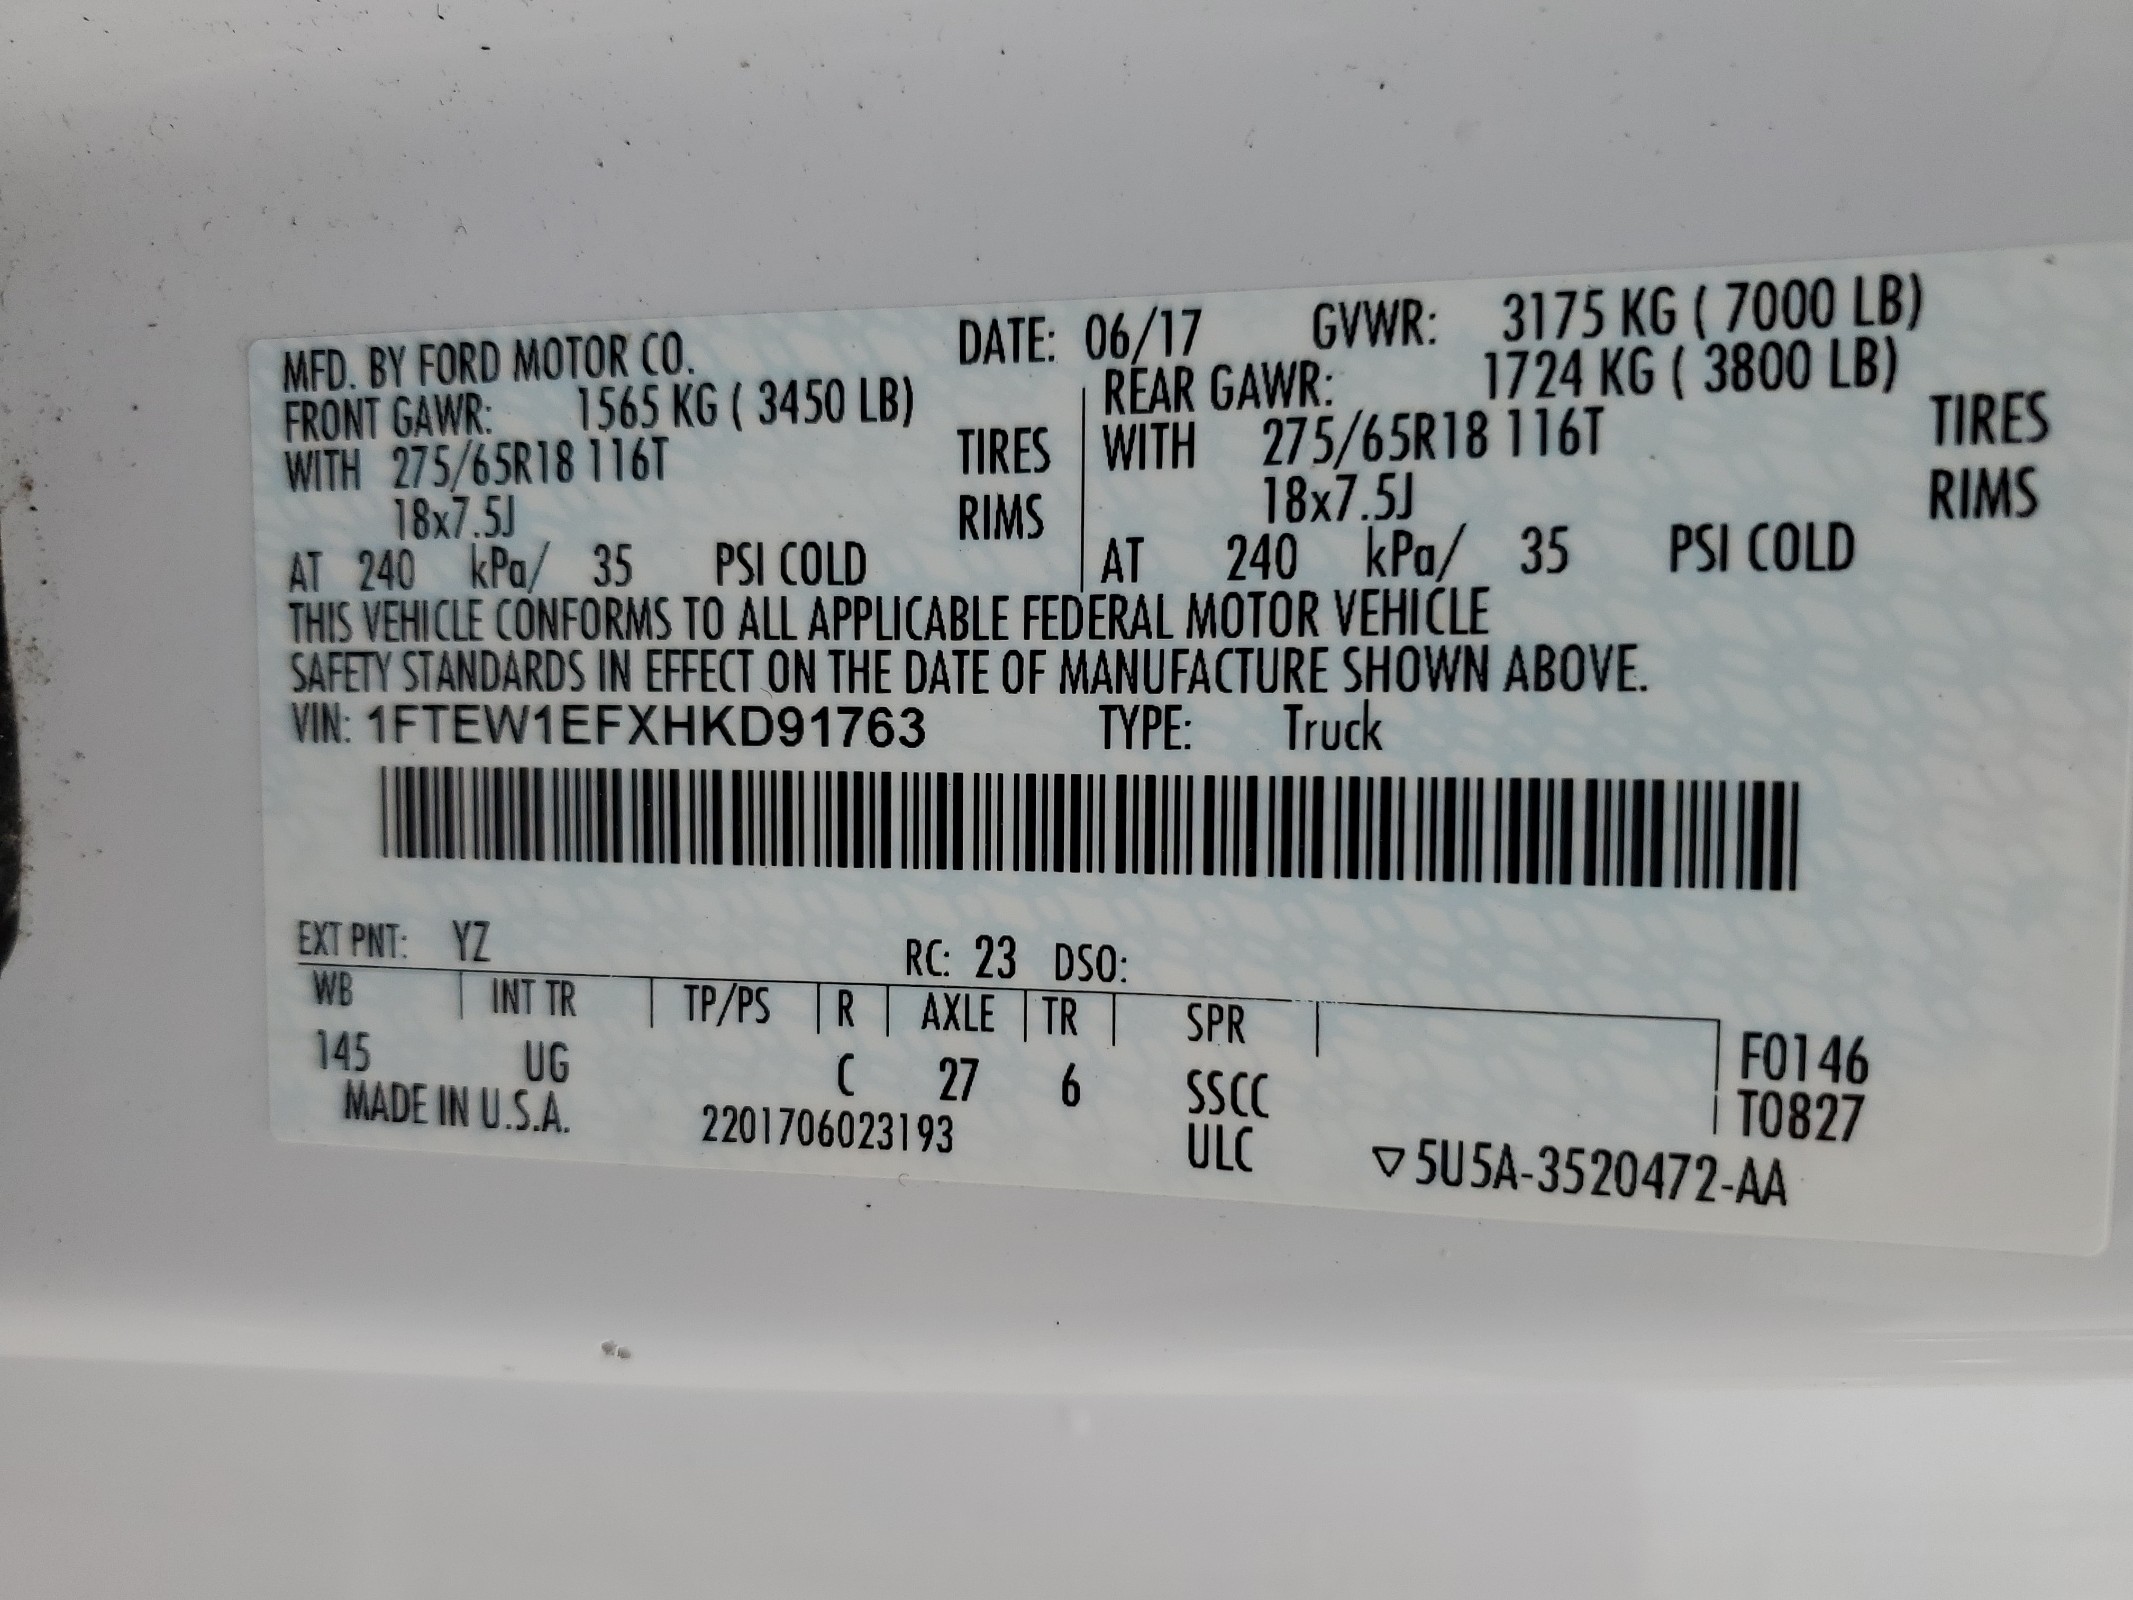 MFD. BY FORD MOTOR CO. DATE: 06/17 GVWR: 3175 KG ( 7000 LB)
FRONT GAWR: 1565 KG ( 3450 LB) REAR GAWR: 1724 KG ( 3800 LB)
WITH 275/65R18 116T TIRES WITH 275/65R18 116T TIRES
18x7.5J RIMS 18x7.5J RIMS
AT 240 kPa/ 35 PSI COLD AT 240 kPa/ 35 PSI COLD
THIS VEHICLE CONFORMS TO ALL APPLICABLE FEDERAL MOTOR VEHICLE
SAFETY STANDARDS IN EFFECT ON THE DATE OF MANUFACTURE SHOWN ABOVE.
VIN: 1FTEW1EFXHKD91763 TYPE: Truck
EXT PNT: YZ RC: 23 DSO:
WB INT TR TP/PS R AXLE TR SPR F0146
145 UG C 27 6 SSCC T0827
MADE IN U.S.A. 2201706023193 ULC ▽5U5A-3520472-AA